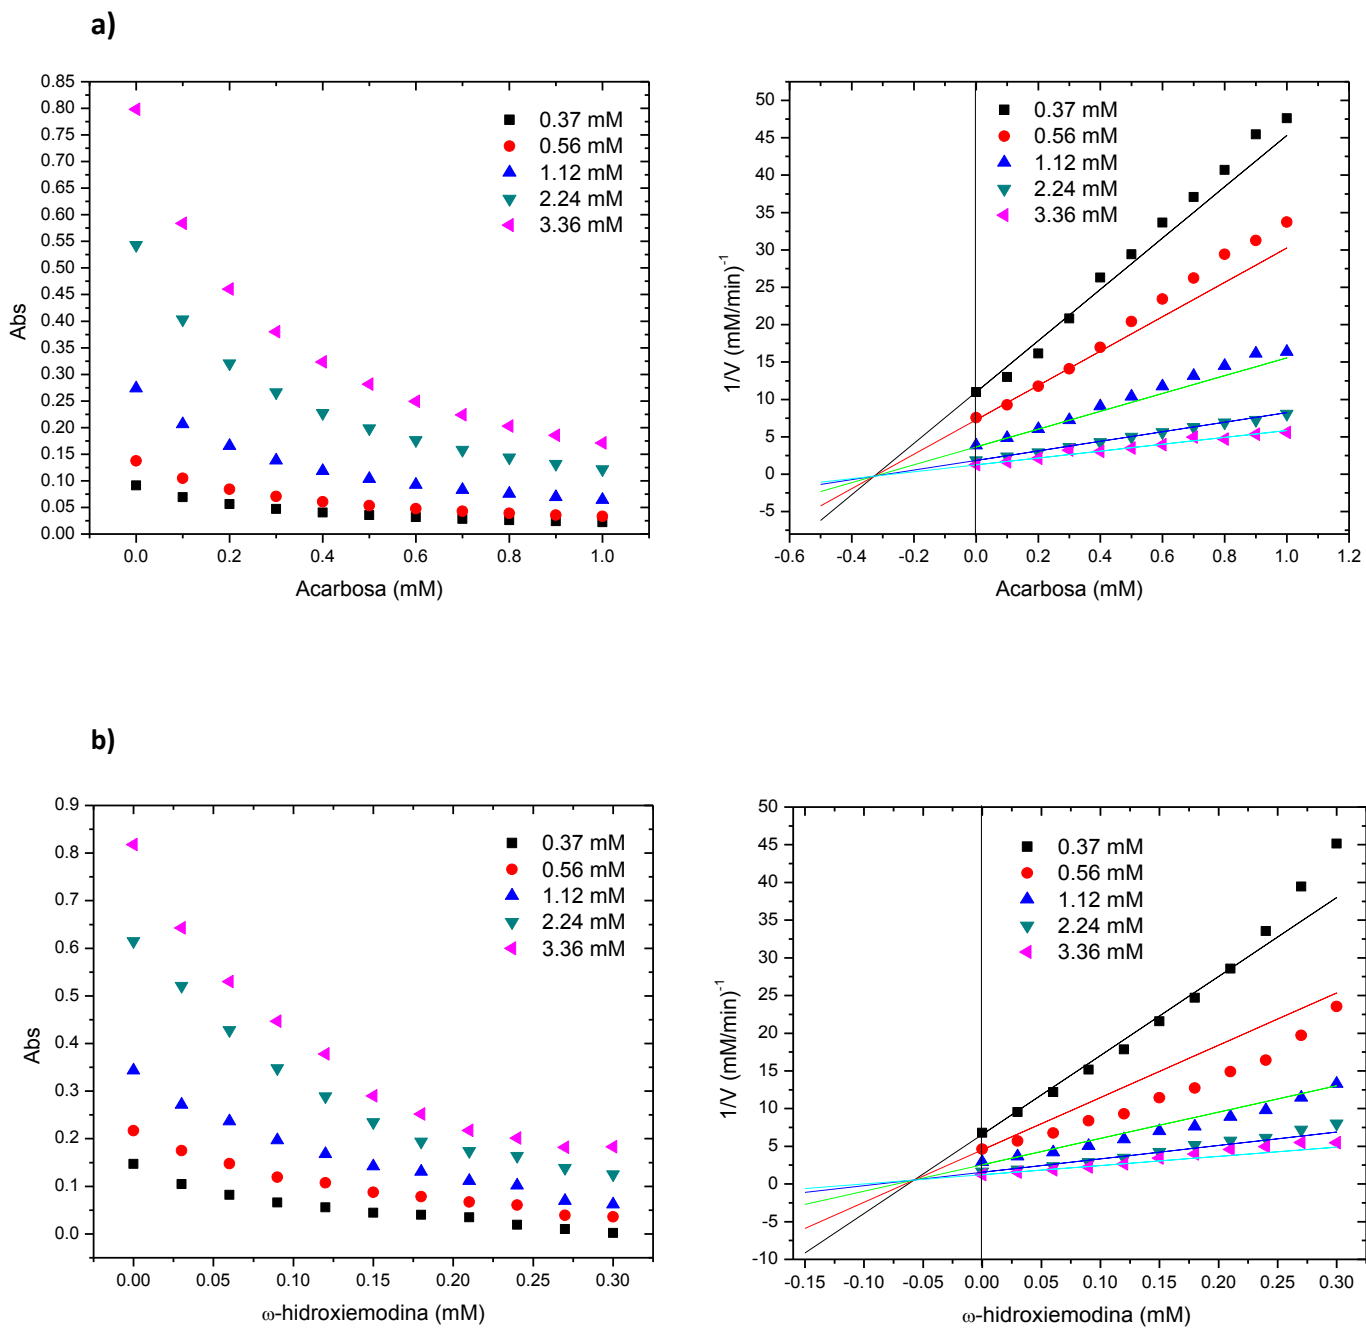 a)
0.85
0.80
0.75
0.70
0.65
0.60
0.55
0.50
0.45
0.40
0.35
0.30
0.25
0.20
0.15
0.10
0.05
0.00
Abs
0.37 mM
0.56 mM
1.12 mM
2.24 mM
3.36 mM
0.0 0.2 0.4 0.6 0.8 1.0
Acarbosa (mM)
50
45
40
35
30
25
20
15
10
5
0
-5
1/V (mM/min)⁻¹
0.37 mM
0.56 mM
1.12 mM
2.24 mM
3.36 mM
-0.6 -0.4 -0.2 0.0 0.2 0.4 0.6 0.8 1.0 1.2
Acarbosa (mM)
b)
0.9
0.8
0.7
0.6
0.5
0.4
0.3
0.2
0.1
0.0
Abs
0.37 mM
0.56 mM
1.12 mM
2.24 mM
3.36 mM
0.00 0.05 0.10 0.15 0.20 0.25 0.30
ω-hidroxiemodina (mM)
50
45
40
35
30
25
20
15
10
5
0
-5
-10
1/V (mM/min)⁻¹
0.37 mM
0.56 mM
1.12 mM
2.24 mM
3.36 mM
-0.15 -0.10 -0.05 0.00 0.05 0.10 0.15 0.20 0.25 0.30
ω-hidroxiemodina (mM)